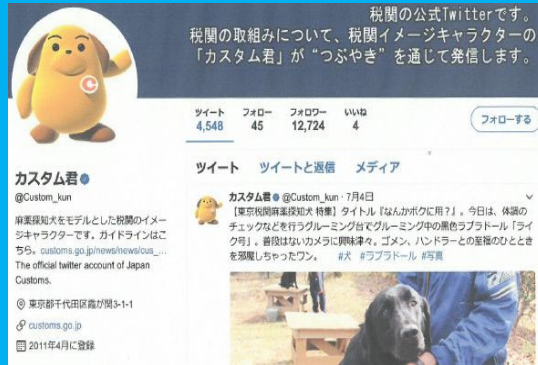 税関の公式Twitterです。
税関の取組みについて、税関イメージキャラクターの
「カスタム君」が“つぶやき”を通じて発信します。
ツイート フォロー フォロワー いいね
4,548 45 12,724 4
フォローする
カスタム君
@Custom_kun
麻薬探知犬をモデルとした税関のイメー
ジキャラクターです。ガイドラインはこ
ちら。customs.go.jp/news/news/cus_...
The official twitter account of Japan
Customs.
東京都千代田区霞が関3-1-1
customs.go.jp
2011年4月に登録
ツイート ツイートと返信 メディア
カスタム君 @Custom_kun · 7月4日
【東京税関麻薬探知犬 特集】タイトル『なんかボクに用？』。今日は、体調の
チェックなどを行うグルーミング台でグルーミング中の黒色ラブラドール「ライ
ク号」。普段はないカメラに興味津々。ゴメン、ハンドラーとの至福のひととき
を邪魔しちゃったワン。 #犬 #ラブラドール #写真